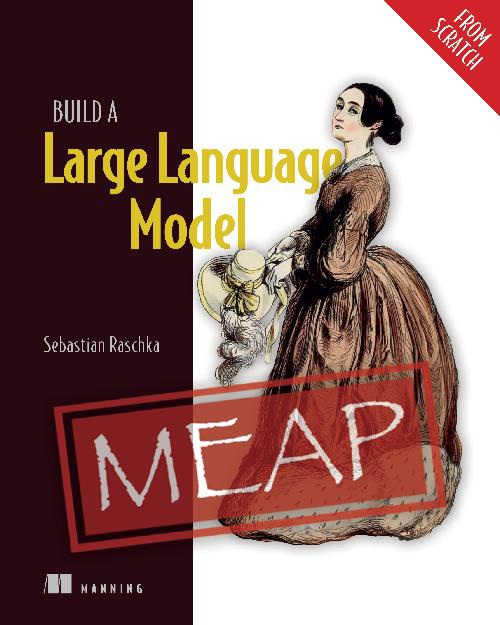 FROM
SCRATCH
BUILD A
Large Language
Model
Sebastian Raschka
MEAP
MANNING